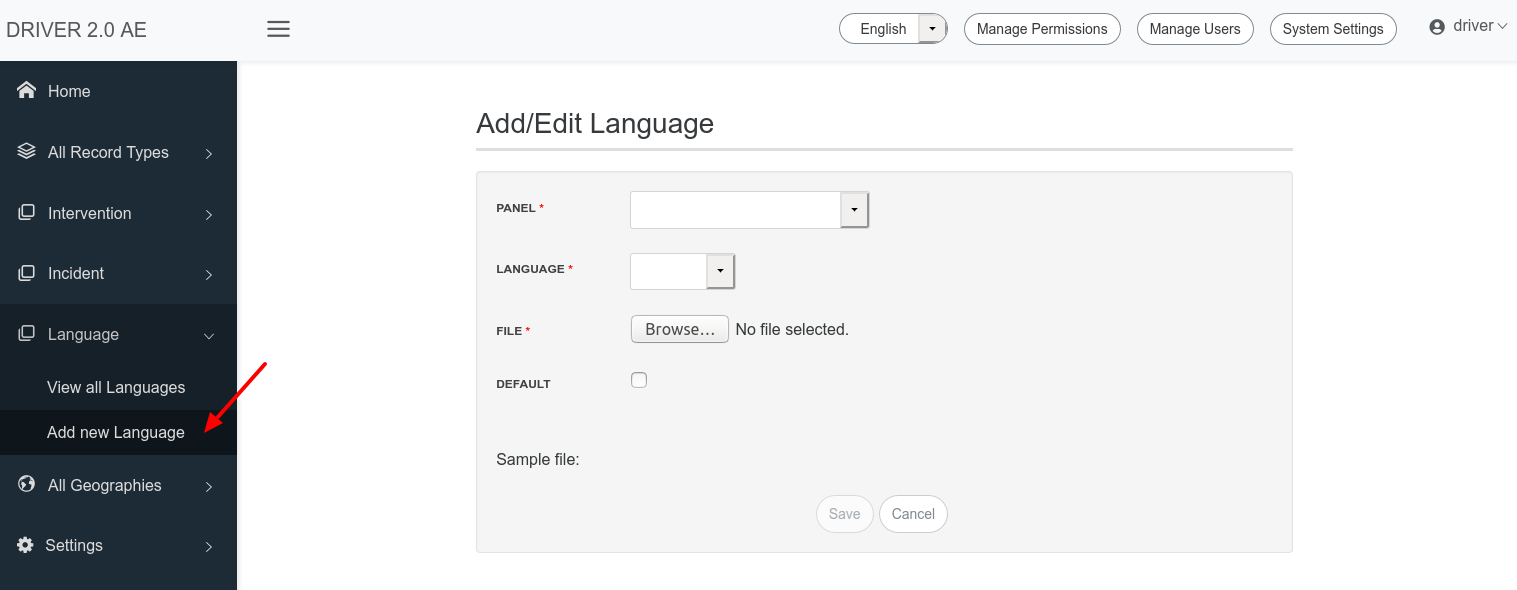 DRIVER 2.0 AE
English
Manage Permissions
Manage Users
System Settings
driver
Home
All Record Types
Intervention
Incident
Language
View all Languages
Add new Language
All Geographies
Settings
Add/Edit Language
PANEL *
LANGUAGE *
FILE *
Browse... No file selected.
DEFAULT
Sample file:
Save
Cancel